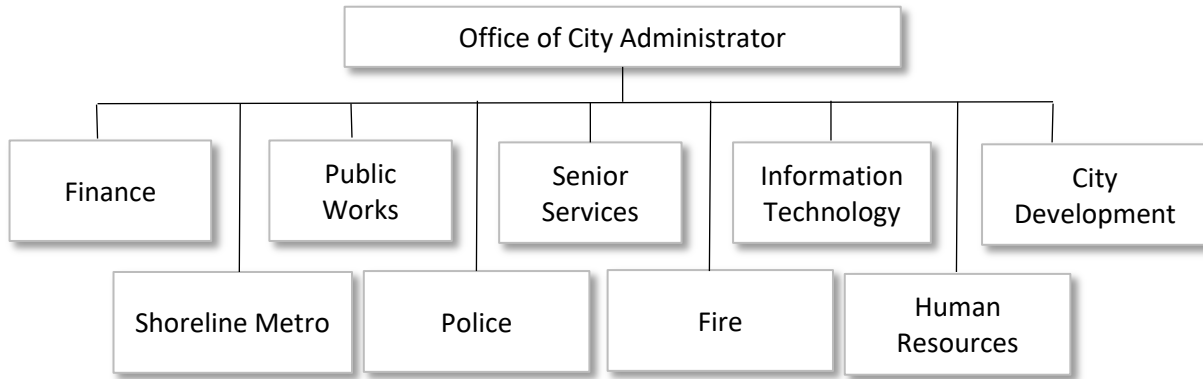 Office of City Administrator
Finance
Public
Works
Senior
Services
Information
Technology
City
Development
Shoreline Metro
Police
Fire
Human
Resources